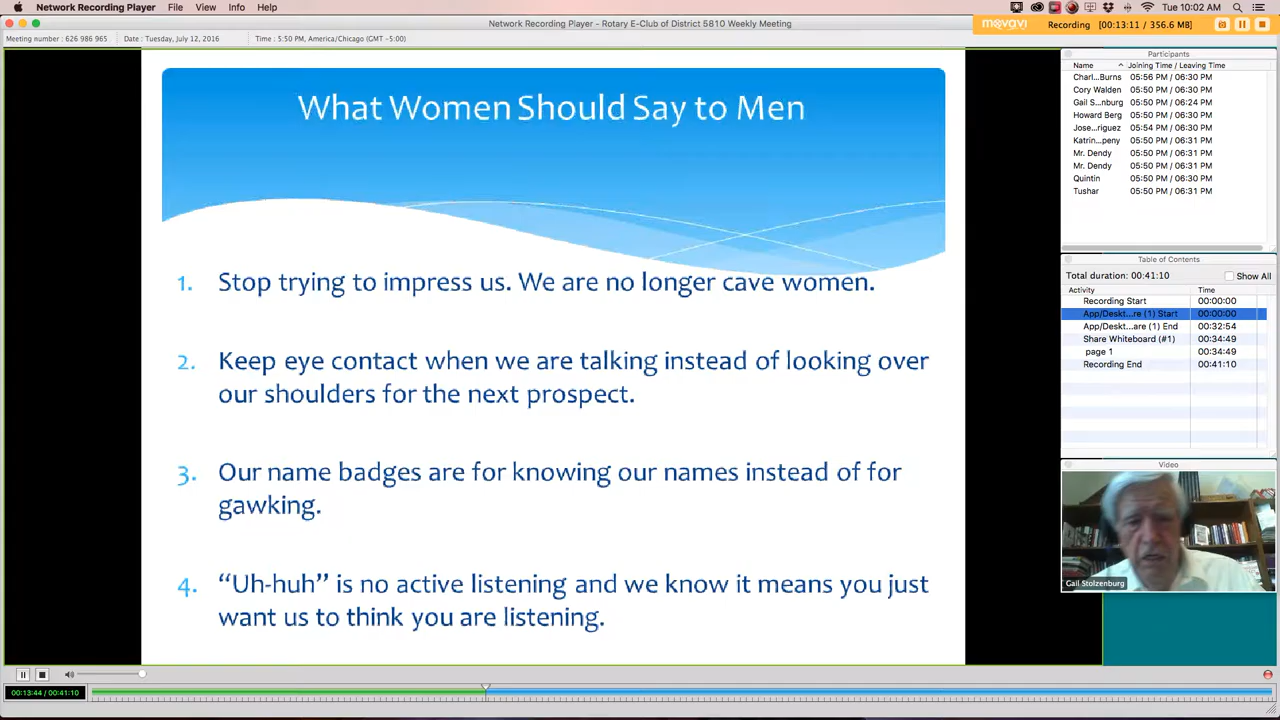 Network Recording Player File View Info Help
Tue 10:02 AM
Network Recording Player - Rotary E-Club of District 5810 Weekly Meeting
movavi
Recording [00:13:11 / 356.6 MB]
Meeting number : 626 986 965 Date : Tuesday, July 12, 2016 Time : 5:50 PM, America/Chicago (GMT -5:00)
What Women Should Say to Men
1. Stop trying to impress us. We are no longer cave women.
2. Keep eye contact when we are talking instead of looking over
our shoulders for the next prospect.
3. Our name badges are for knowing our names instead of for
gawking.
4. “Uh-huh” is no active listening and we know it means you just
want us to think you are listening.
Participants
Name Joining Time / Leaving Time
Charl...Burns 05:56 PM / 06:30 PM
Cory Walden 05:50 PM / 06:30 PM
Gail S...nburg 05:50 PM / 06:24 PM
Howard Berg 05:50 PM / 06:30 PM
Jose...riguez 05:54 PM / 06:30 PM
Katrin...peny 05:50 PM / 06:31 PM
Mr. Dendy 05:50 PM / 06:31 PM
Mr. Dendy 05:50 PM / 06:31 PM
Quintin 05:50 PM / 06:30 PM
Tushar 05:50 PM / 06:31 PM
Table of Contents
Total duration: 00:41:10 Show All
Activity Time
Recording Start 00:00:00
App/Deskt...re (1) Start 00:00:00
App/Deskt...are (1) End 00:32:54
Share Whiteboard (#1) 00:34:49
page 1 00:34:49
Recording End 00:41:10
Video
Gail Stolzenburg
00:13:44 / 00:41:10